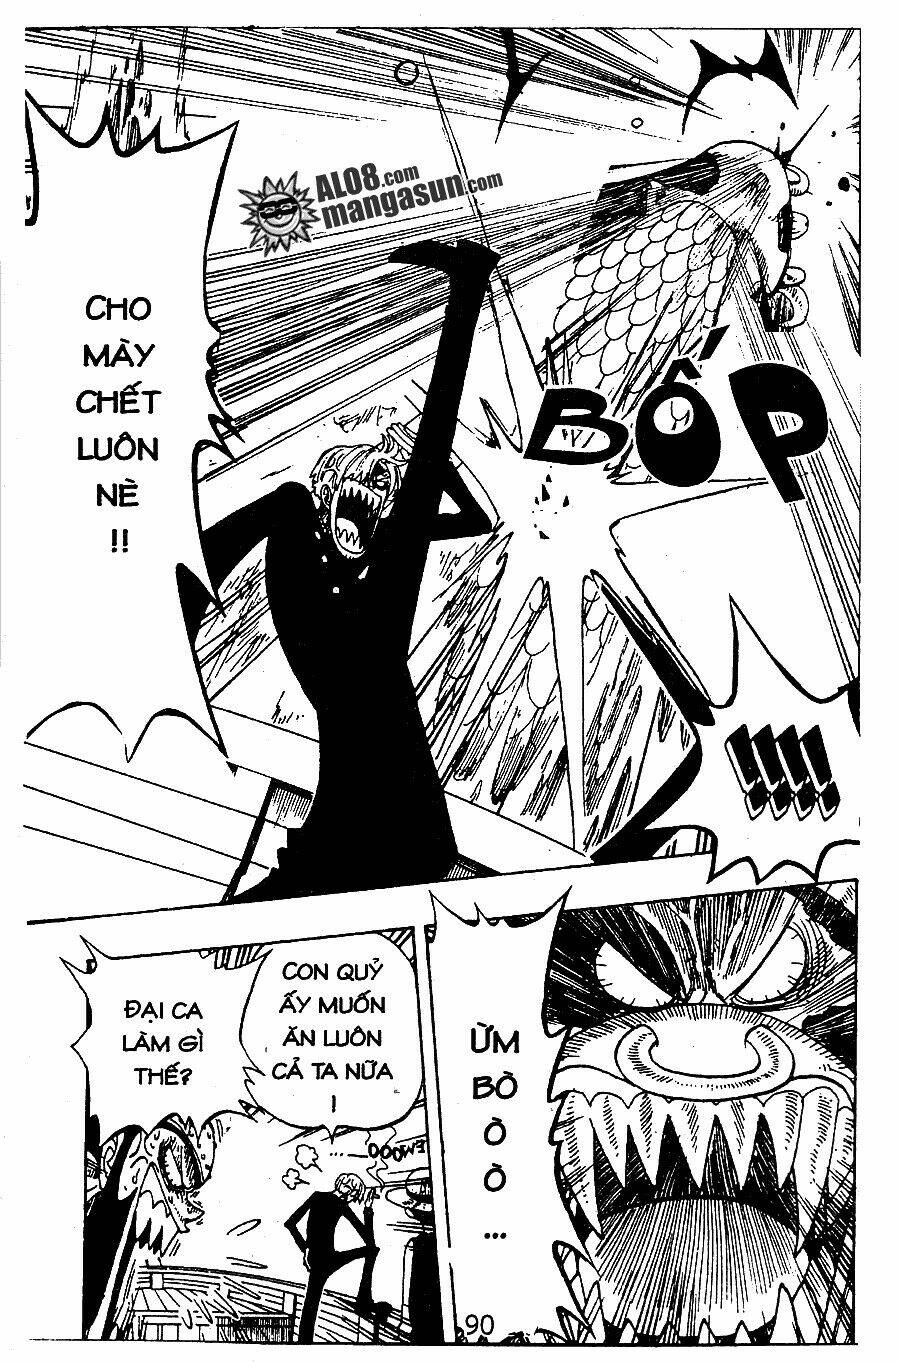 ALO8.com
mangasun.com
CHO
MÀY
CHẾT
LUÔN
NÈ
!!
BỐP
!!!!
ỪM
BÒ
Ò
Ò
...
CON QUỶ
ẤY MUỐN
ĂN LUÔN
CẢ TA NỮA
!
ĐẠI CA
LÀM GÌ
THẾ?
90